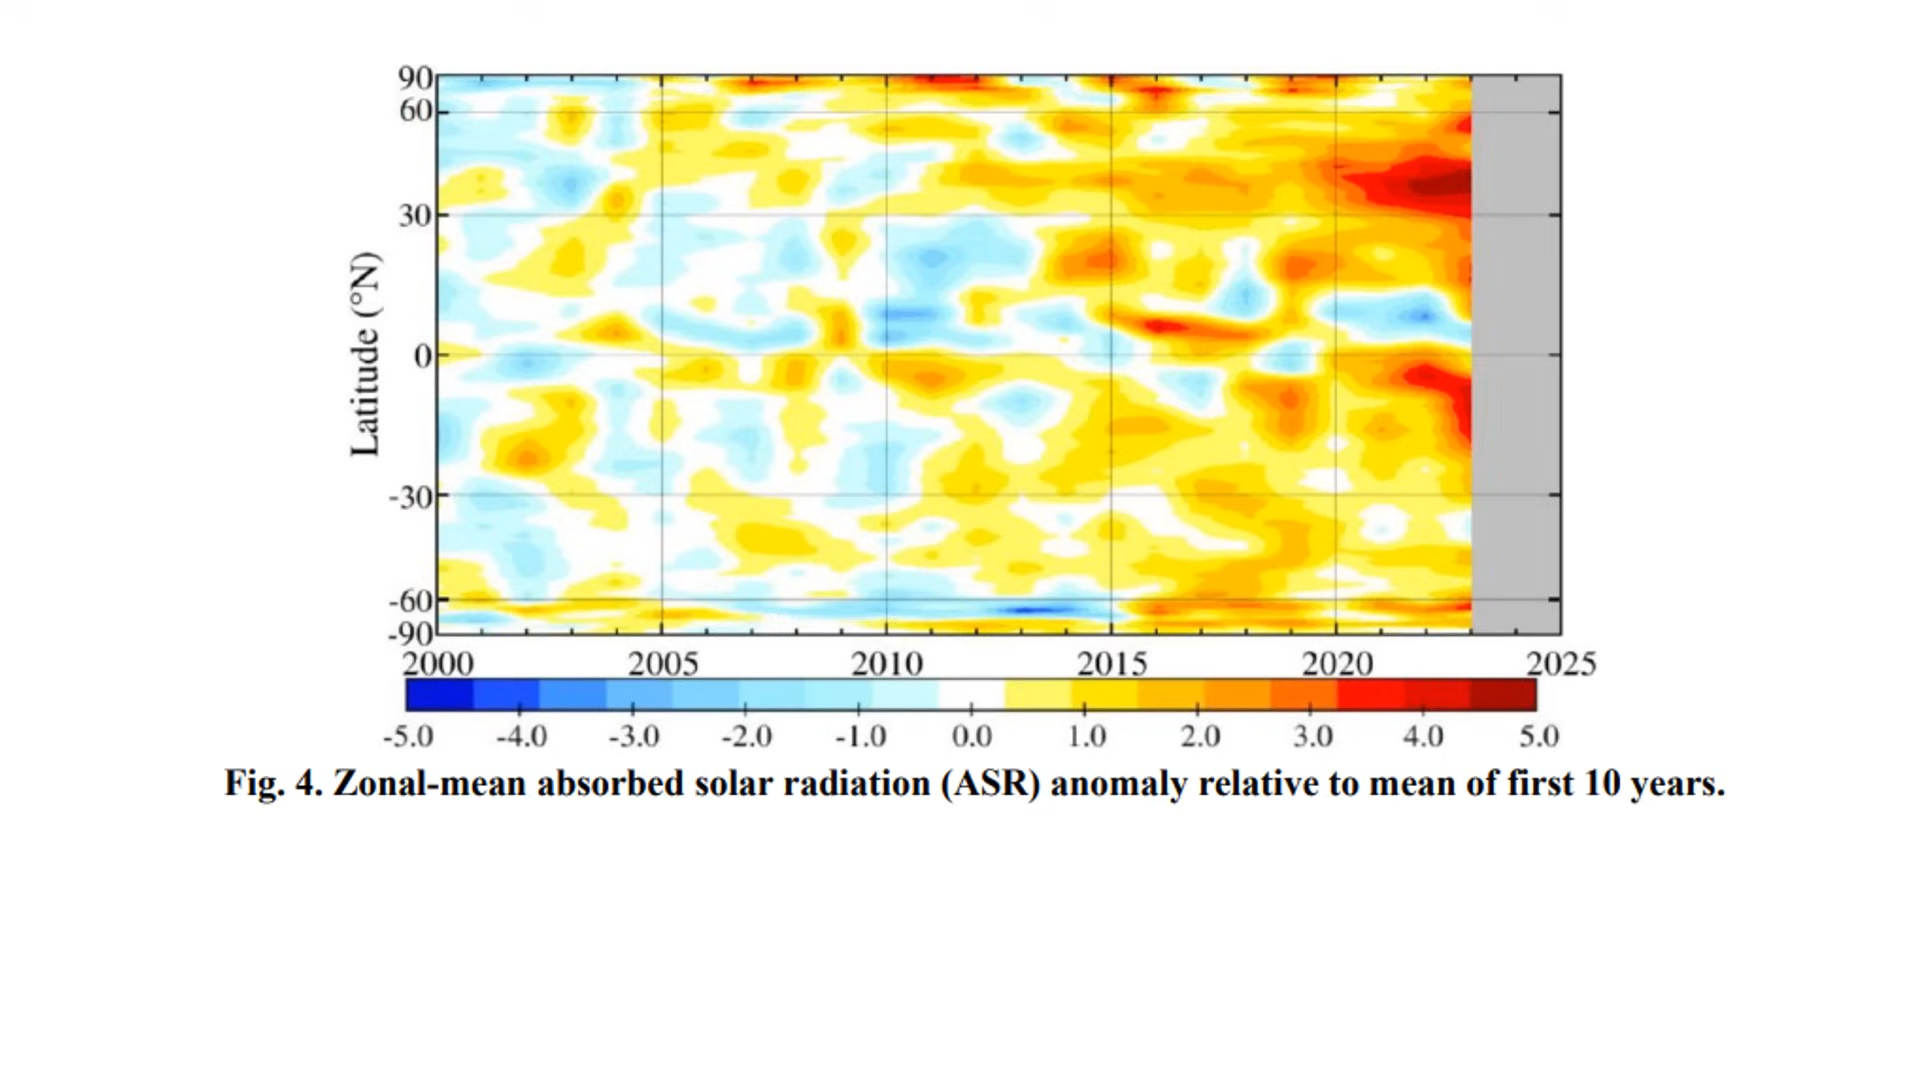 90
60
30
0
-30
-60
-90
Latitude (°N)
2000 2005 2010 2015 2020 2025
-5.0 -4.0 -3.0 -2.0 -1.0 0.0 1.0 2.0 3.0 4.0 5.0
Fig. 4. Zonal-mean absorbed solar radiation (ASR) anomaly relative to mean of first 10 years.